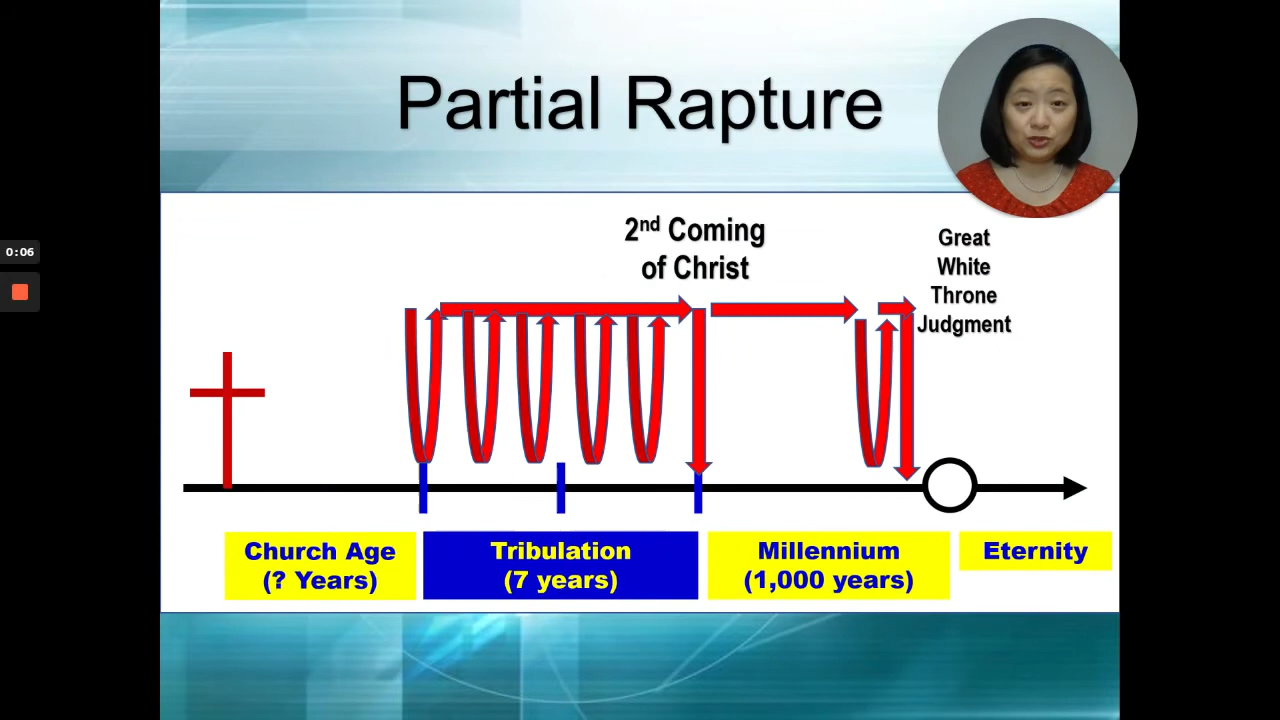 Partial Rapture
0:06
2nd Coming
of Christ
Great
White
Throne
Judgment
Church Age
(? Years)
Tribulation
(7 years)
Millennium
(1,000 years)
Eternity